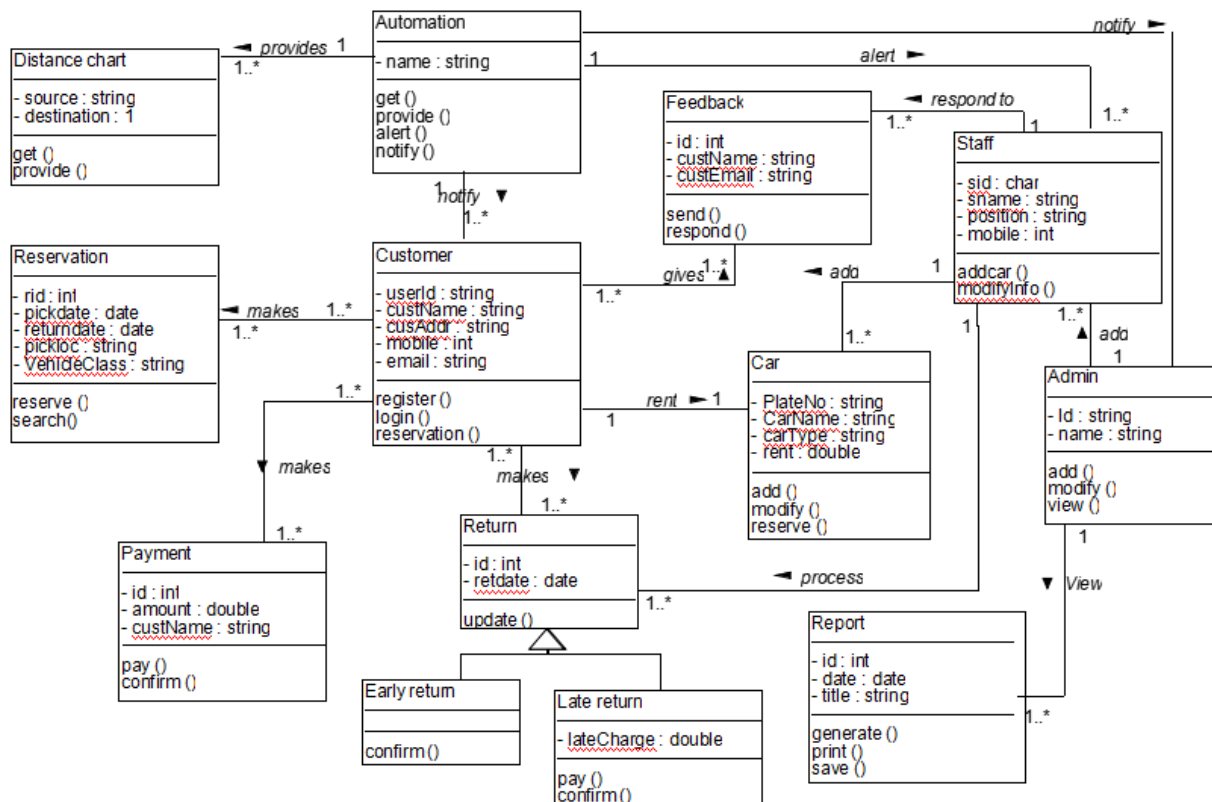 Automation
- name : string
get ()
provide ()
alert ()
notify ()
◄ provides
1
1..*
Distance chart
- source : string
- destination : 1
get ()
provide ()
notify ►
1
alert ►
1..*
Feedback
- id : int
- custName : string
- custEmail : string
send ()
respond ()
◄ respond to
1..*
1
Staff
- sid : char
- sname : string
- position : string
- mobile : int
addcar ()
modifyInfo ()
1
notify ▼
1..*
Reservation
- rid : int
- pickdate : date
- returndate : date
- pickloc : string
- VehicleClass : string
reserve ()
search()
◄ makes
1..*
1..*
Customer
- userId : string
- custName : string
- cusAddr : string
- mobile : int
- email : string
register ()
login ()
reservation ()
gives ▲
1..*
1..*
◄ add
1
1..*
1
1..*
▲ add
1
Car
- PlateNo : string
- CarName : string
- carType : string
- rent : double
add ()
modify ()
reserve ()
rent ►
1
1
Admin
- Id : string
- name : string
add ()
modify ()
view ()
1..*
▼ makes
1..*
1..*
makes ▼
1..*
Payment
- id : int
- amount : double
- custName : string
pay ()
confirm ()
Return
- id : int
- retdate : date
update ()
◄ process
1..*
1
▼ View
1..*
Report
- id : int
- date : date
- title : string
generate ()
print ()
save ()
Early return
confirm ()
Late return
- lateCharge : double
pay ()
confirm ()